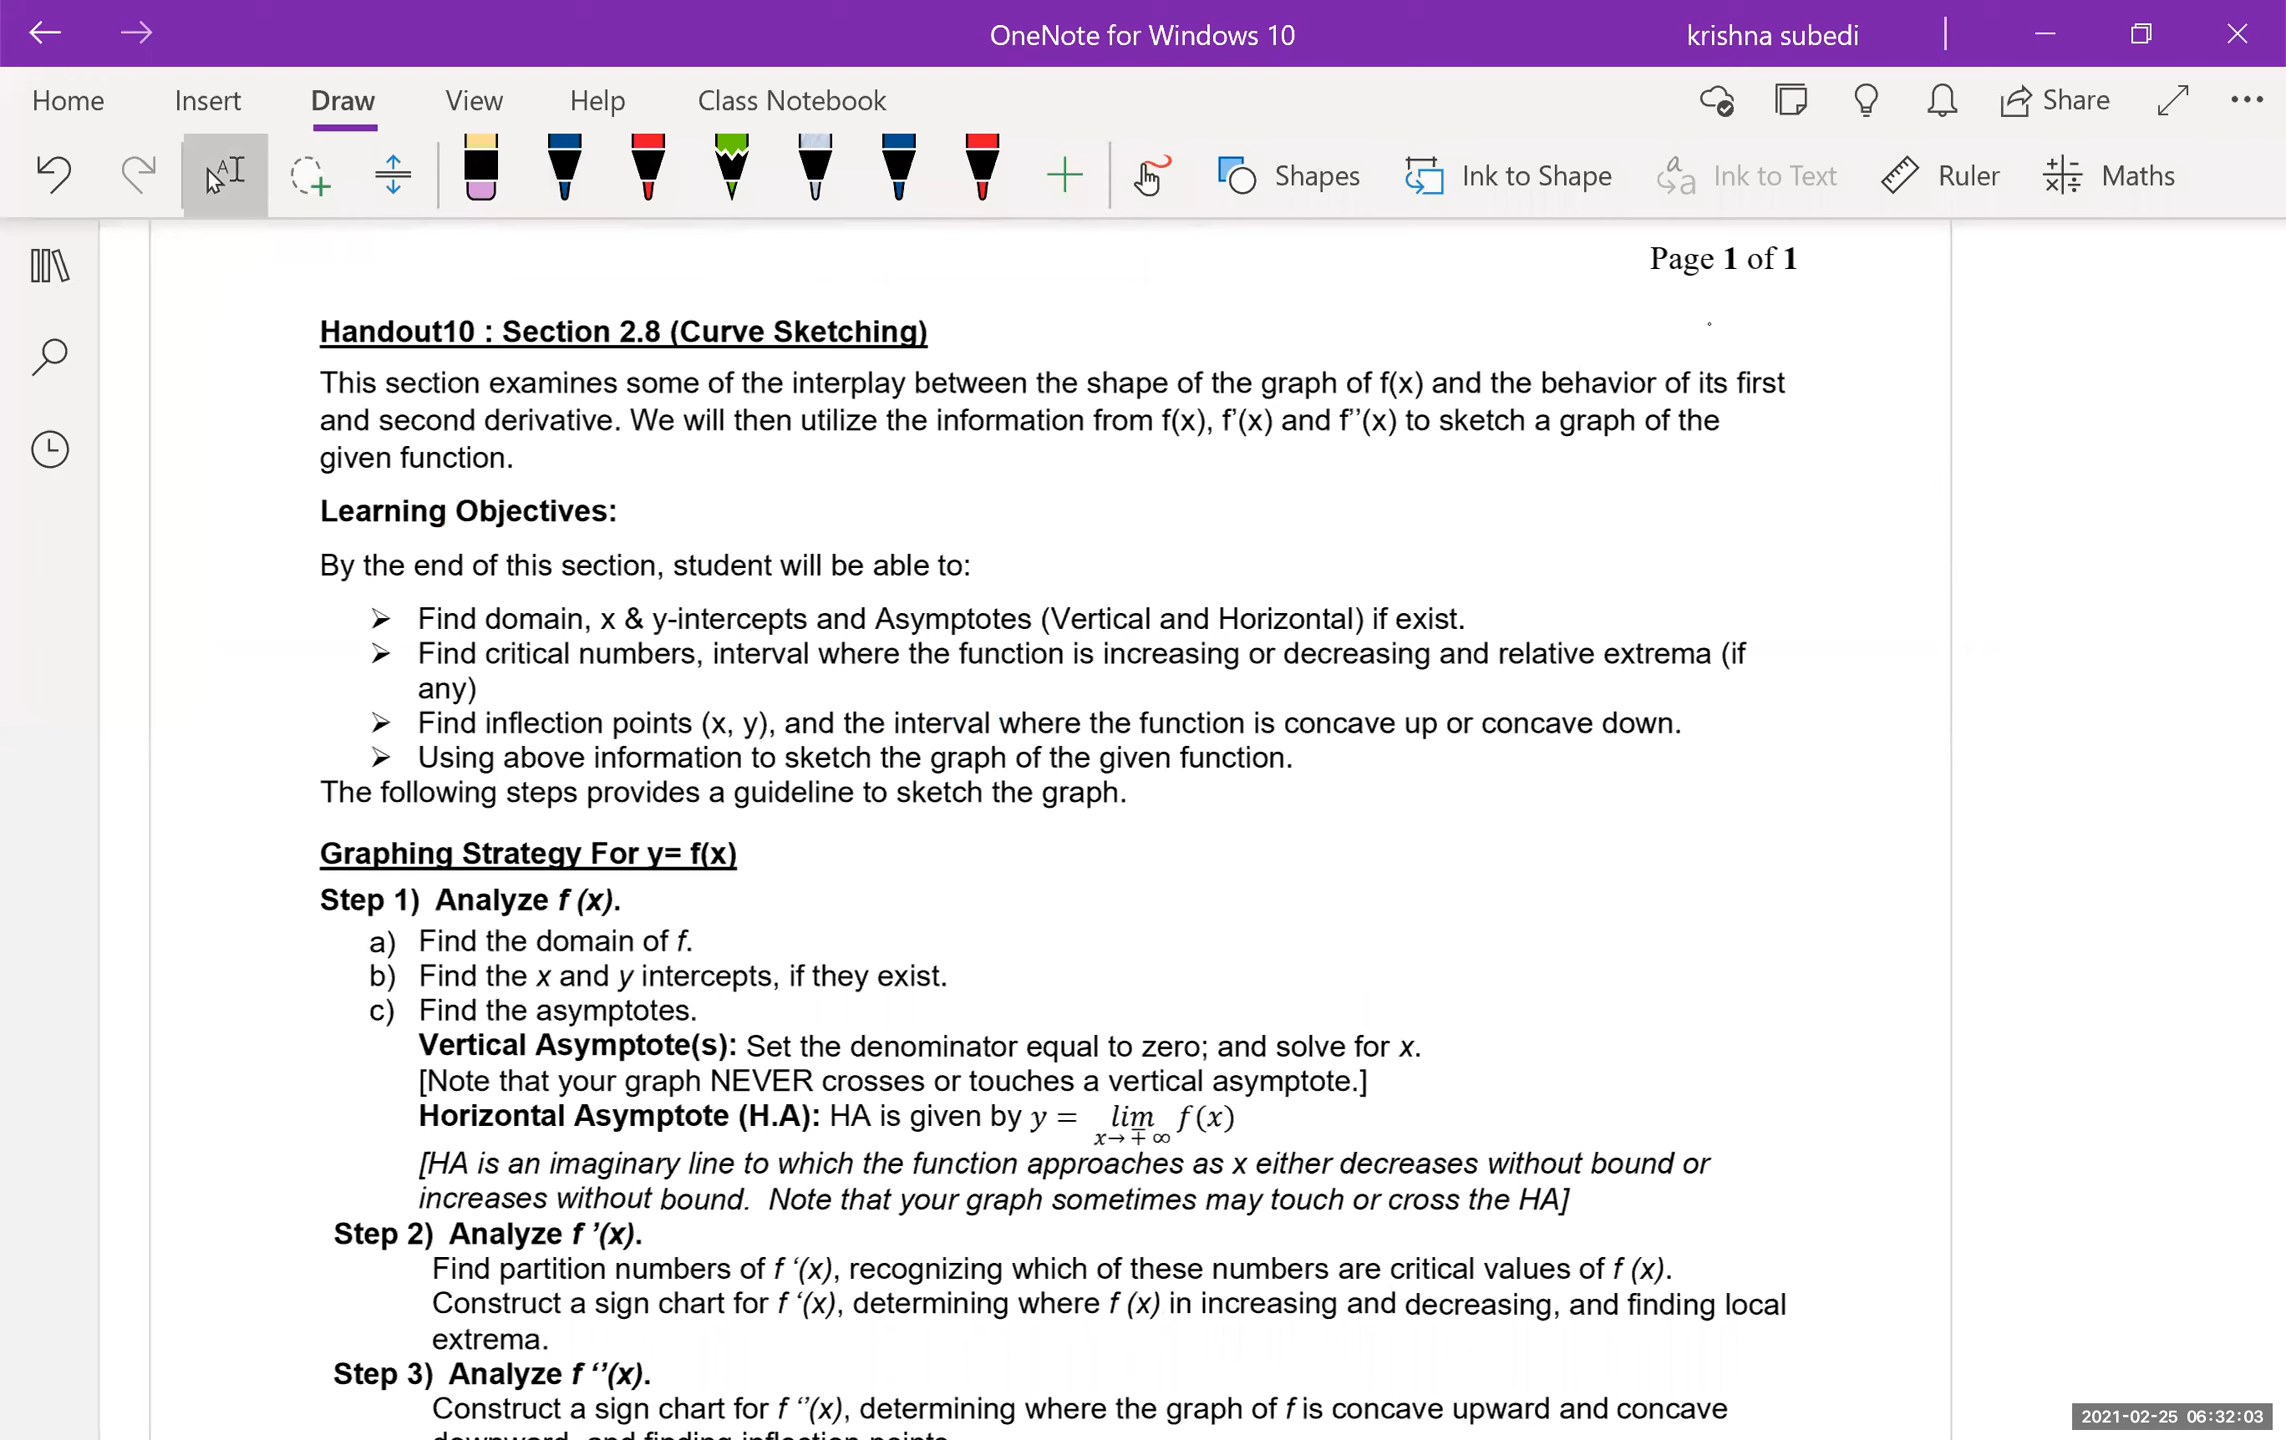 OneNote for Windows 10
krishna subedi
Home Insert Draw View Help Class Notebook
Share
Shapes Ink to Shape Ink to Text Ruler Maths
Page 1 of 1
Handout10 : Section 2.8 (Curve Sketching)
This section examines some of the interplay between the shape of the graph of f(x) and the behavior of its first
and second derivative. We will then utilize the information from f(x), f'(x) and f''(x) to sketch a graph of the
given function.
Learning Objectives:
By the end of this section, student will be able to:
➢ Find domain, x & y-intercepts and Asymptotes (Vertical and Horizontal) if exist.
➢ Find critical numbers, interval where the function is increasing or decreasing and relative extrema (if
any)
➢ Find inflection points (x, y), and the interval where the function is concave up or concave down.
➢ Using above information to sketch the graph of the given function.
The following steps provides a guideline to sketch the graph.
Graphing Strategy For y= f(x)
Step 1) Analyze f (x).
a) Find the domain of f.
b) Find the x and y intercepts, if they exist.
c) Find the asymptotes.
Vertical Asymptote(s): Set the denominator equal to zero; and solve for x.
[Note that your graph NEVER crosses or touches a vertical asymptote.]
Horizontal Asymptote (H.A): HA is given by y = lim f(x)
x→ ∓ ∞
[HA is an imaginary line to which the function approaches as x either decreases without bound or
increases without bound. Note that your graph sometimes may touch or cross the HA]
Step 2) Analyze f ’(x).
Find partition numbers of f ‘(x), recognizing which of these numbers are critical values of f (x).
Construct a sign chart for f ‘(x), determining where f (x) in increasing and decreasing, and finding local
extrema.
Step 3) Analyze f ‘’(x).
Construct a sign chart for f ‘’(x), determining where the graph of f is concave upward and concave
downward, and finding inflection points.
2021-02-25 06:32:03